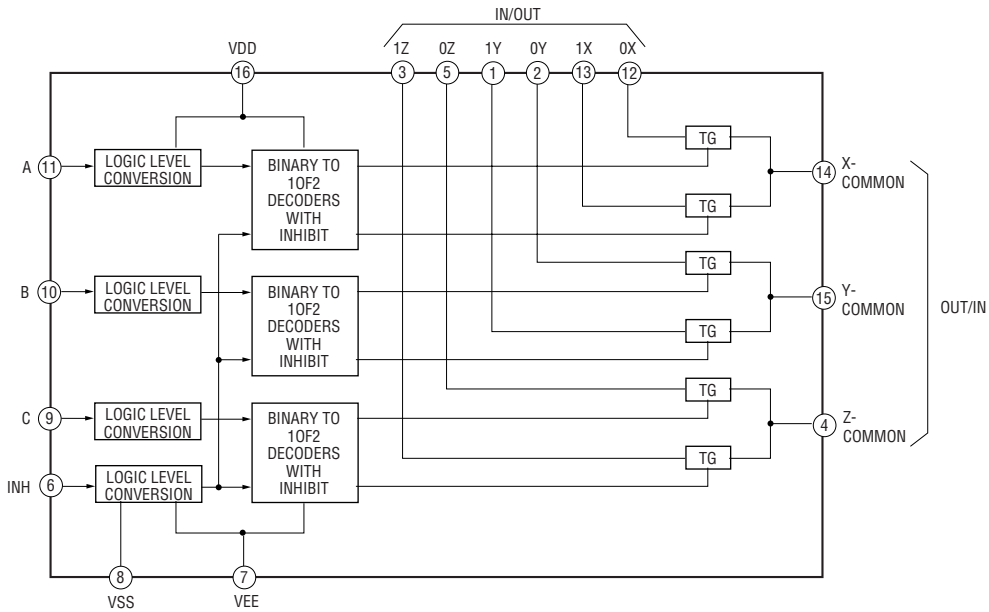 IN/OUT
VDD
1Z
0Z
1Y
0Y
1X
0X
16
3
5
1
2
13
12
A
11
LOGIC LEVEL
CONVERSION
BINARY TO
1OF2
DECODERS
WITH
INHIBIT
TG
TG
14
X-
COMMON
B
10
LOGIC LEVEL
CONVERSION
BINARY TO
1OF2
DECODERS
WITH
INHIBIT
TG
TG
15
Y-
COMMON
OUT/IN
C
9
LOGIC LEVEL
CONVERSION
BINARY TO
1OF2
DECODERS
WITH
INHIBIT
TG
TG
4
Z-
COMMON
INH
6
LOGIC LEVEL
CONVERSION
8
7
VSS
VEE